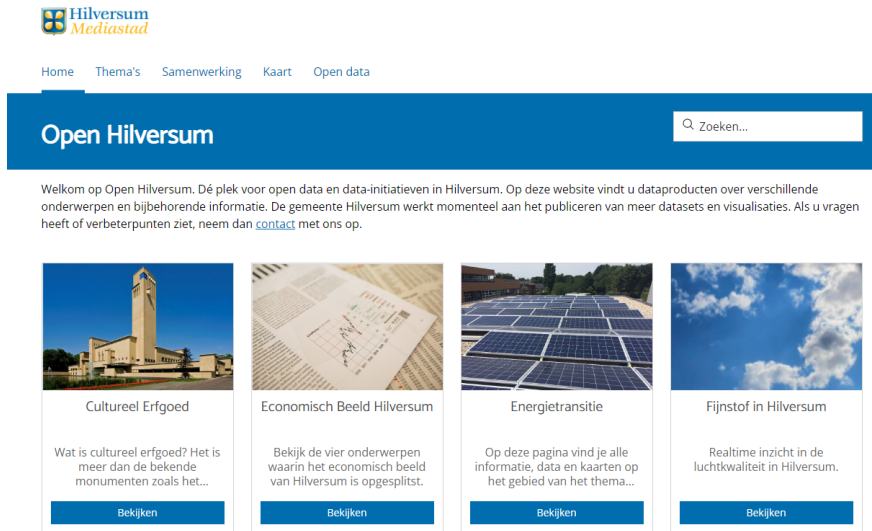 Hilversum
Mediastad
Home Thema's Samenwerking Kaart Open data
Open Hilversum
Zoeken...
Welkom op Open Hilversum. Dé plek voor open data en data-initiatieven in Hilversum. Op deze website vindt u dataproducten over verschillende
onderwerpen en bijbehorende informatie. De gemeente Hilversum werkt momenteel aan het publiceren van meer datasets en visualisaties. Als u vragen
heeft of verbeterpunten ziet, neem dan contact met ons op.
Cultureel Erfgoed
Wat is cultureel erfgoed? Het is
meer dan de bekende
monumenten zoals het...
Bekijken
Economisch Beeld Hilversum
Bekijk de vier onderwerpen
waarin het economisch beeld
van Hilversum is opgesplitst.
Bekijken
Energietransitie
Op deze pagina vind je alle
informatie, data en kaarten op
het gebied van het thema...
Bekijken
Fijnstof in Hilversum
Realtime inzicht in de
luchtkwaliteit in Hilversum.
Bekijken